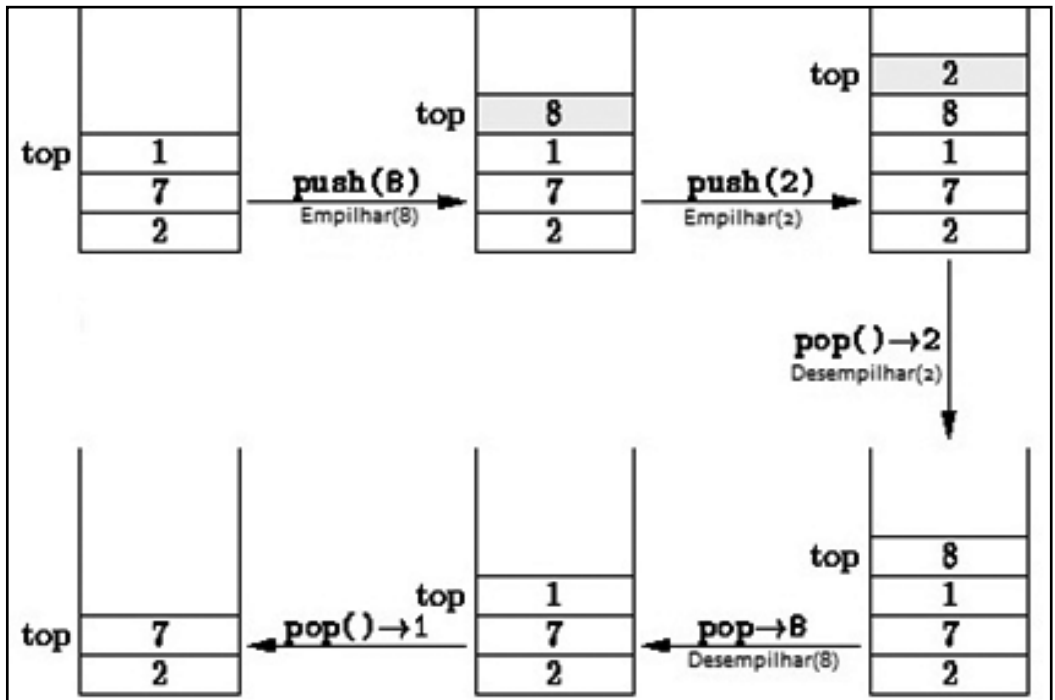 top
1
7
2
push(8)
Empilhar(8)
top
8
1
7
2
push(2)
Empilhar(2)
top
2
8
1
7
2
pop()→2
Desempilhar(2)
top
8
1
7
2
pop→8
Desempilhar(8)
top
1
7
2
pop()→1
top
7
2